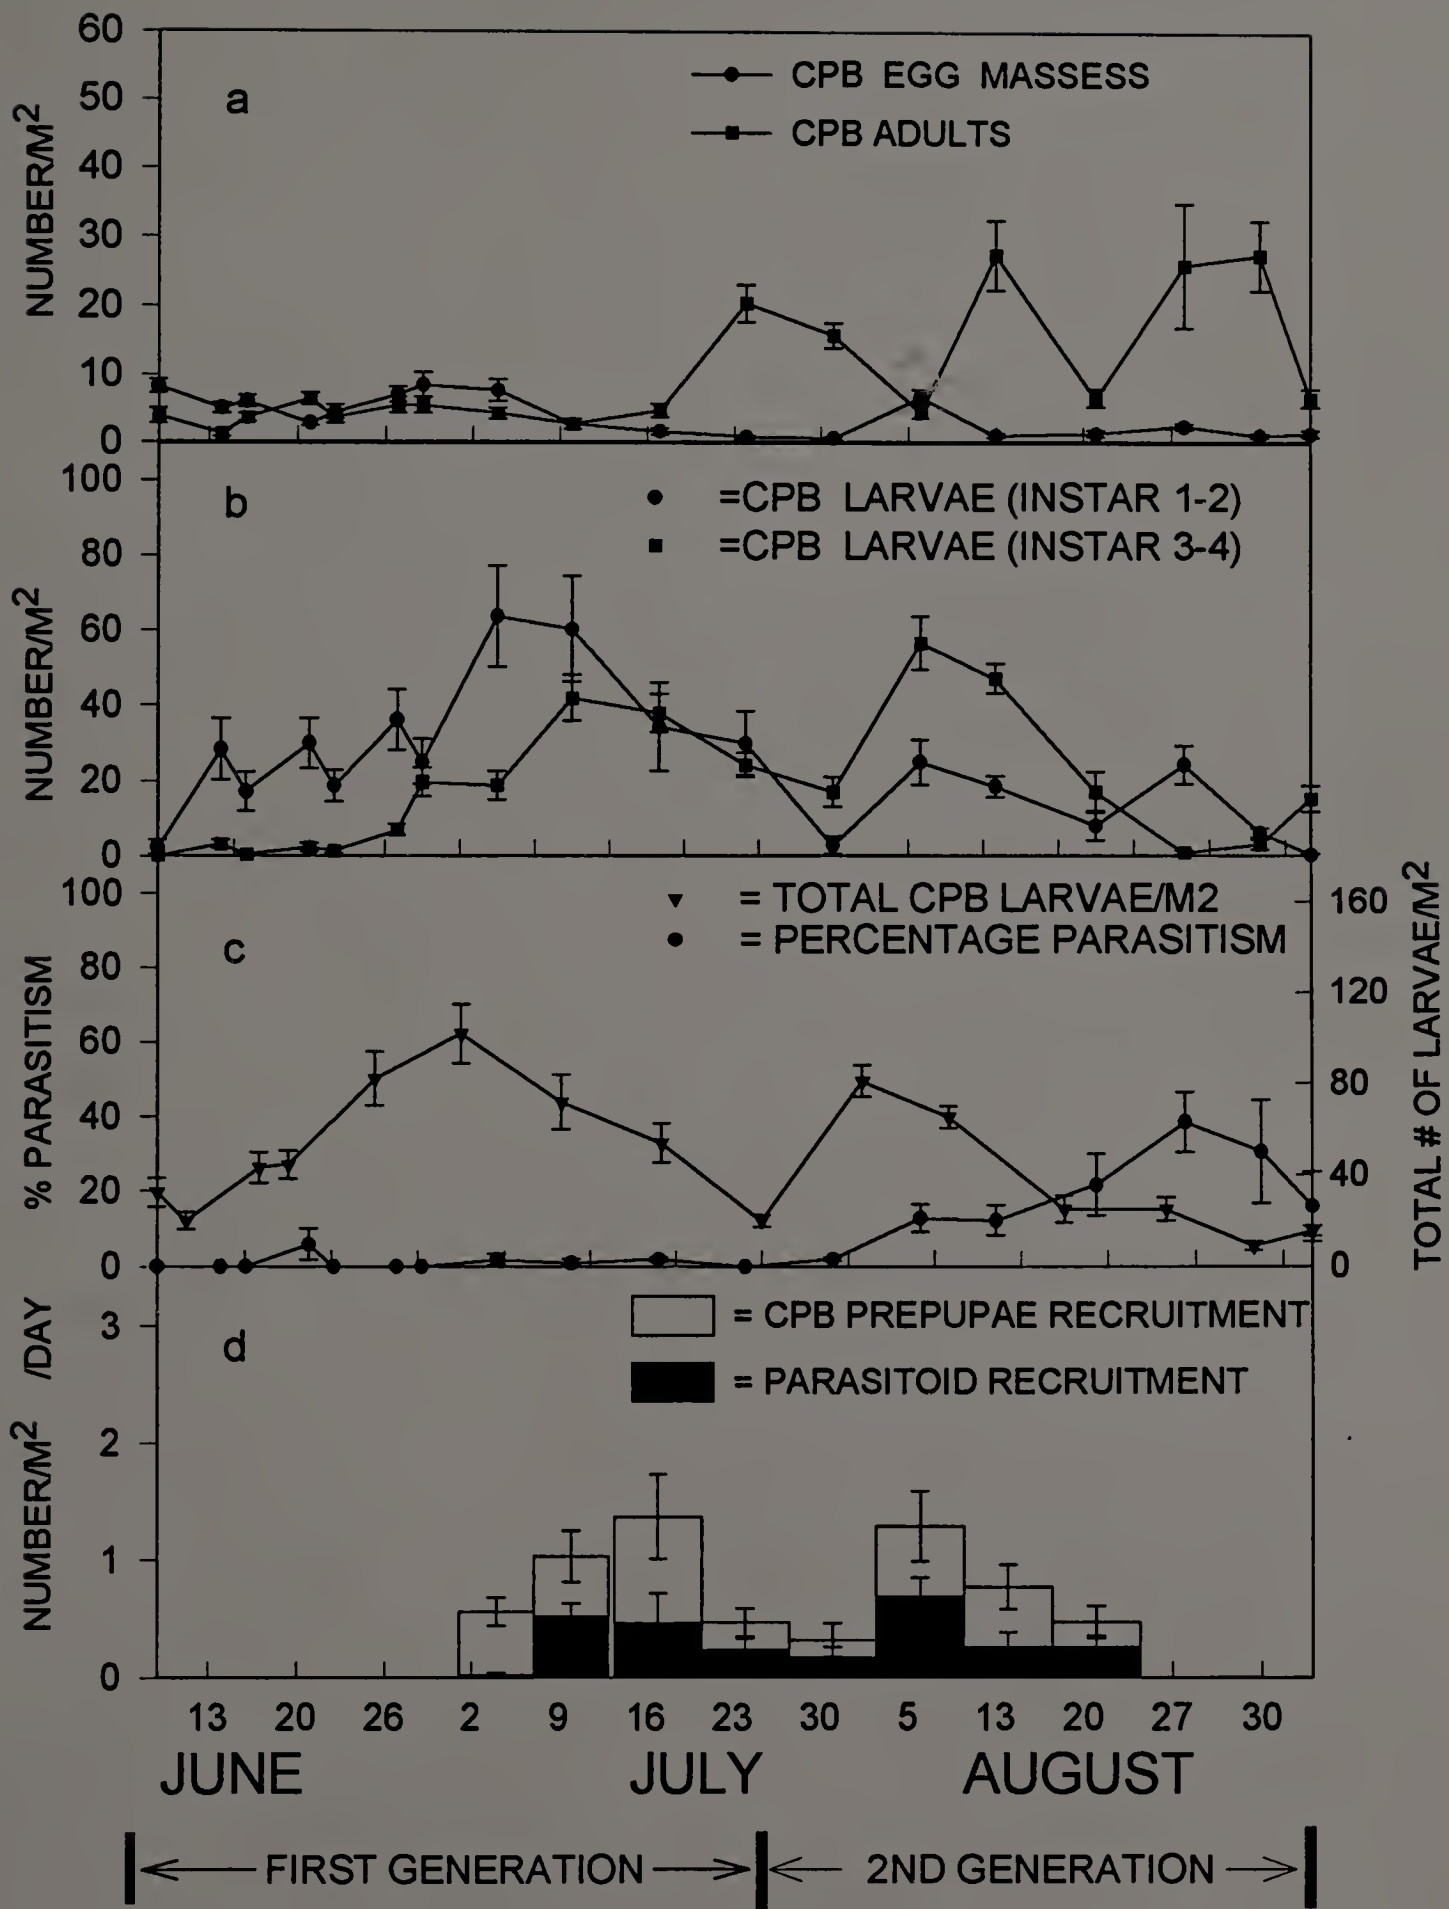 60
50
40
30
20
10
0
NUMBER/M2
a
CPB EGG MASSESS
CPB ADULTS
100
80
60
40
20
0
NUMBER/M2
b
=CPB LARVAE (INSTAR 1-2)
=CPB LARVAE (INSTAR 3-4)
100
80
60
40
20
0
% PARASITISM
c
= TOTAL CPB LARVAE/M2
= PERCENTAGE PARASITISM
160
120
80
40
0
TOTAL # OF LARVAE/M2
3
2
1
0
NUMBER/M2 /DAY
d
= CPB PREPUPAE RECRUITMENT
= PARASITOID RECRUITMENT
13 20 26 2 9 16 23 30 5 13 20 27 30
JUNE JULY AUGUST
FIRST GENERATION 2ND GENERATION